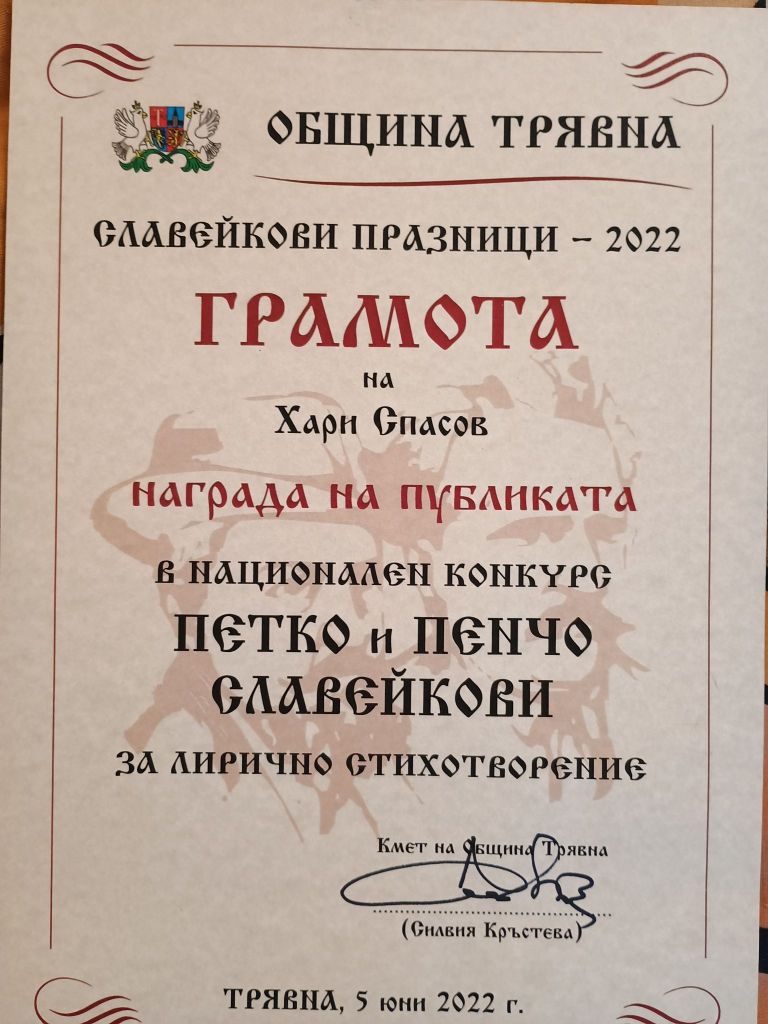 ОБЩИНА ТРЯВНА
СЛАВЕЙКОВИ ПРАЗНИЦИ – 2022
ГРАМОТА
на
Хари Спасов
НАГРАДА НА ПУБЛИКАТА
В НАЦИОНАЛЕН КОНКУРС
ПЕТКО и ПЕНЧО
СЛАВЕЙКОВИ
ЗА ЛИРИЧНО СТИХОТВОРЕНИЕ
Кмет на Община Трявна
(Силвия Кръстева)
ТРЯВНА, 5 юни 2022 г.